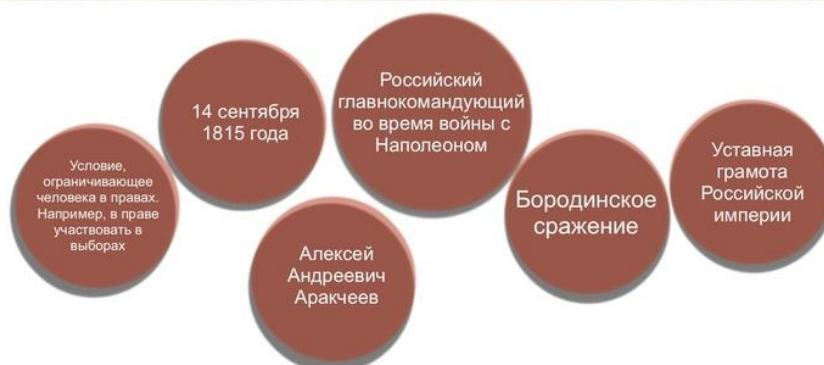 Условие,
ограничивающее
человека в правах.
Например, в праве
участвовать в
выборах
14 сентября
1815 года
Российский
главнокомандующий
во время войны с
Наполеоном
Алексей
Андреевич
Аракчеев
Бородинское
сражение
Уставная
грамота
Российской
империи